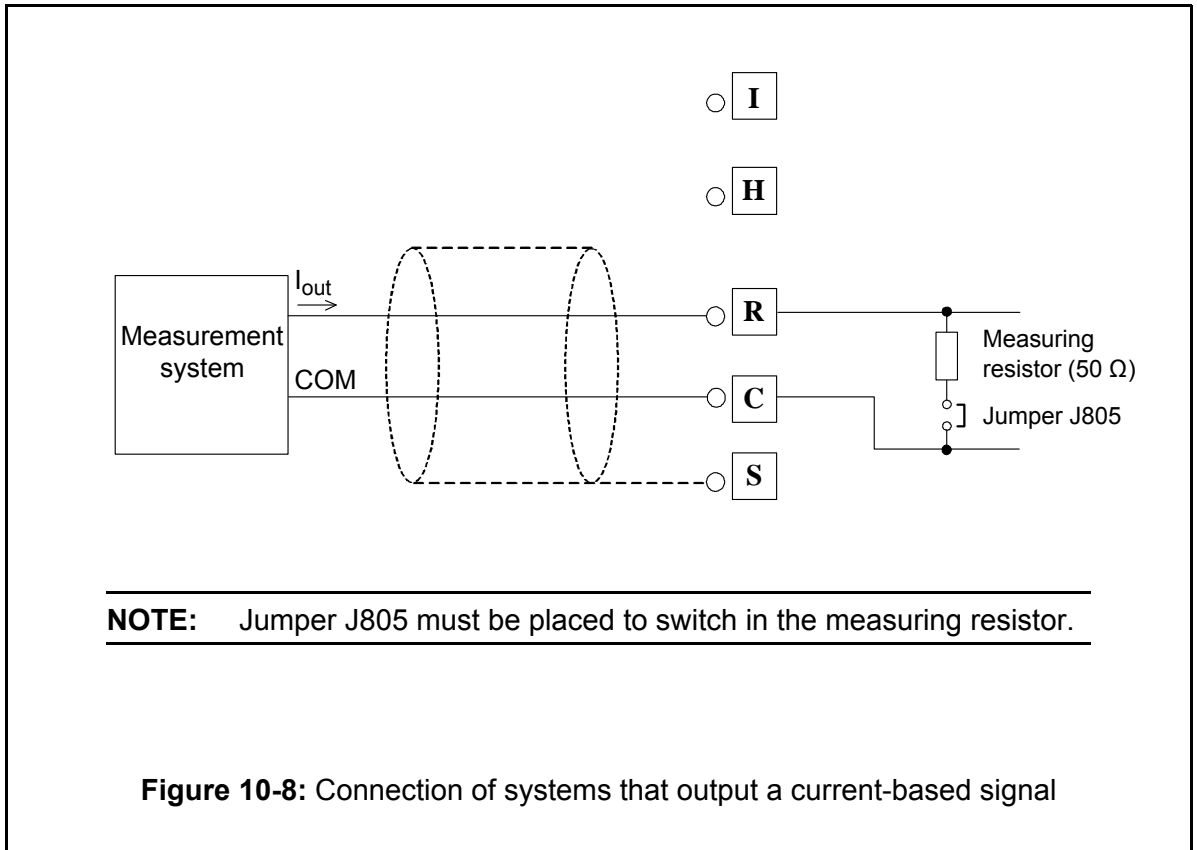 I
H
I_out
R
Measurement
system
Measuring
resistor (50 Ω)
COM
C
Jumper J805
S
NOTE: Jumper J805 must be placed to switch in the measuring resistor.
Figure 10-8: Connection of systems that output a current-based signal